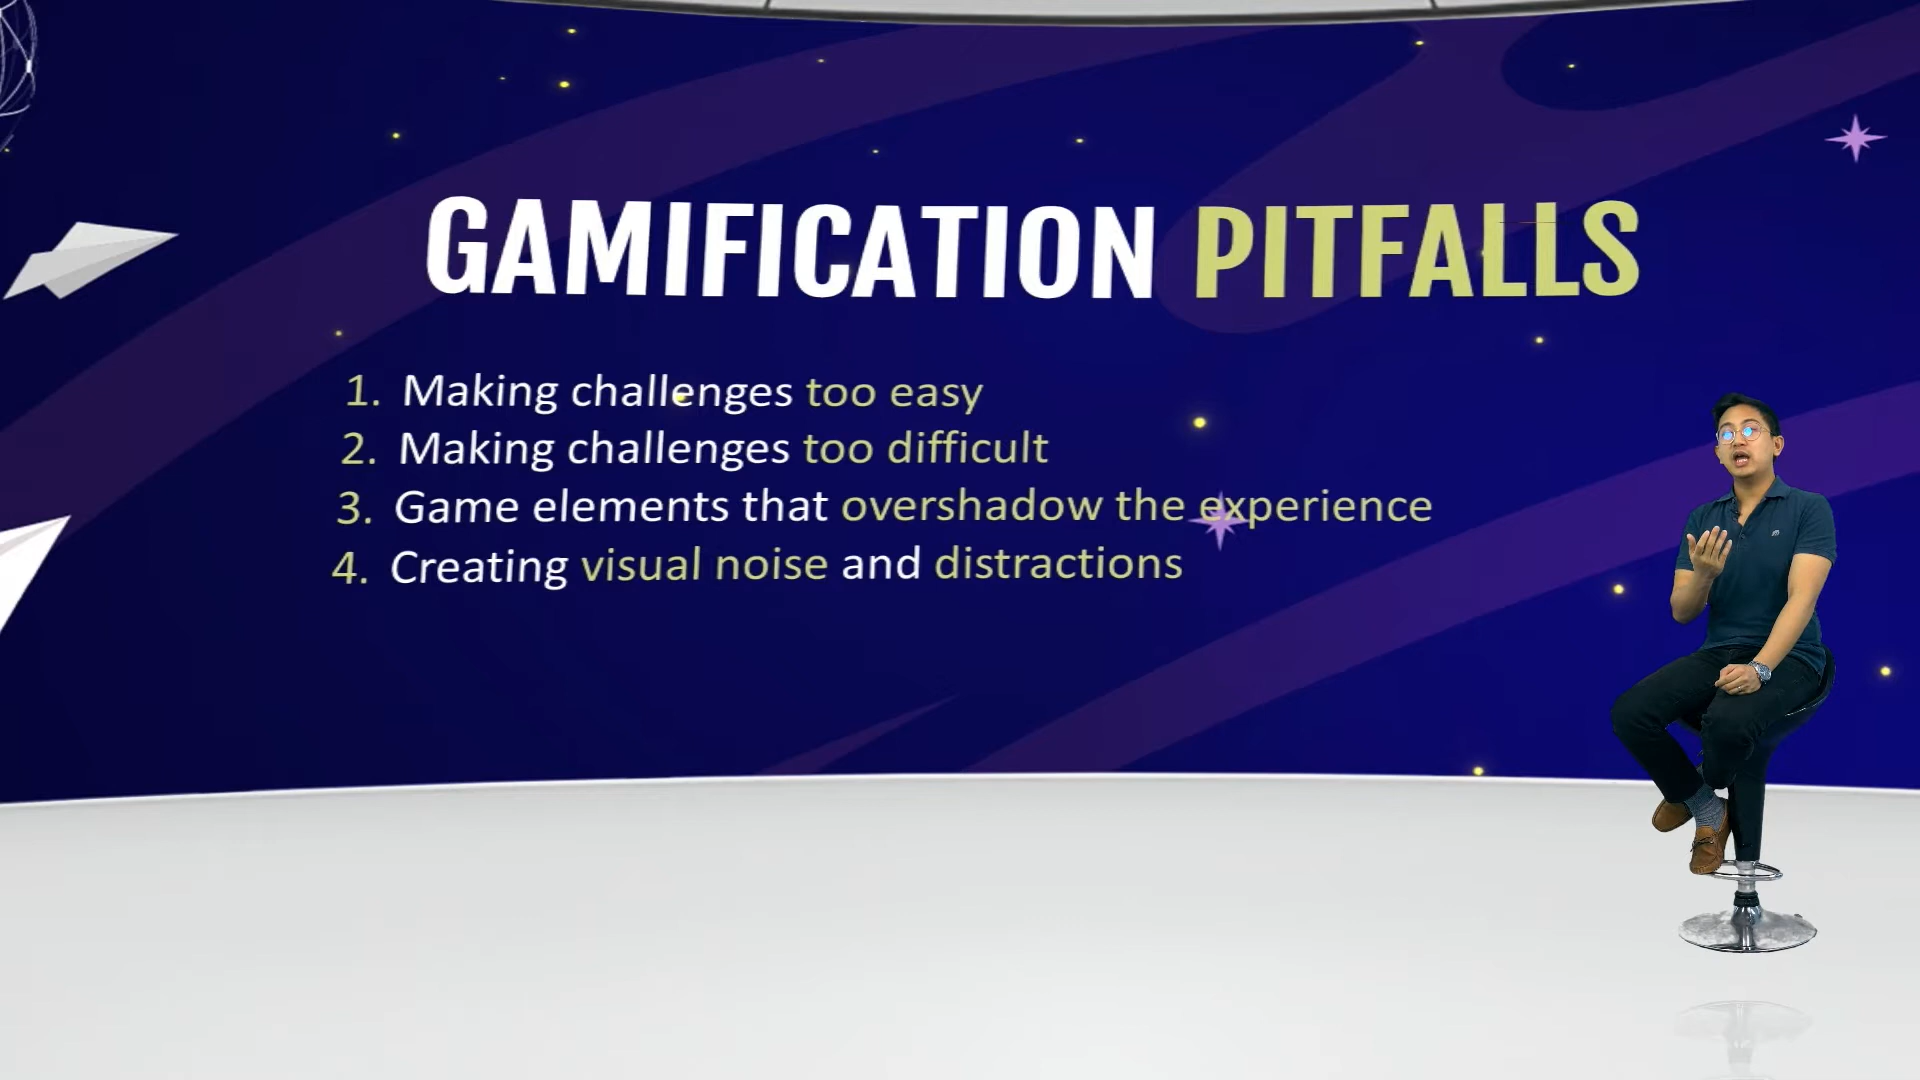 GAMIFICATION PITFALLS
1. Making challenges too easy
2. Making challenges too difficult
3. Game elements that overshadow the experience
4. Creating visual noise and distractions